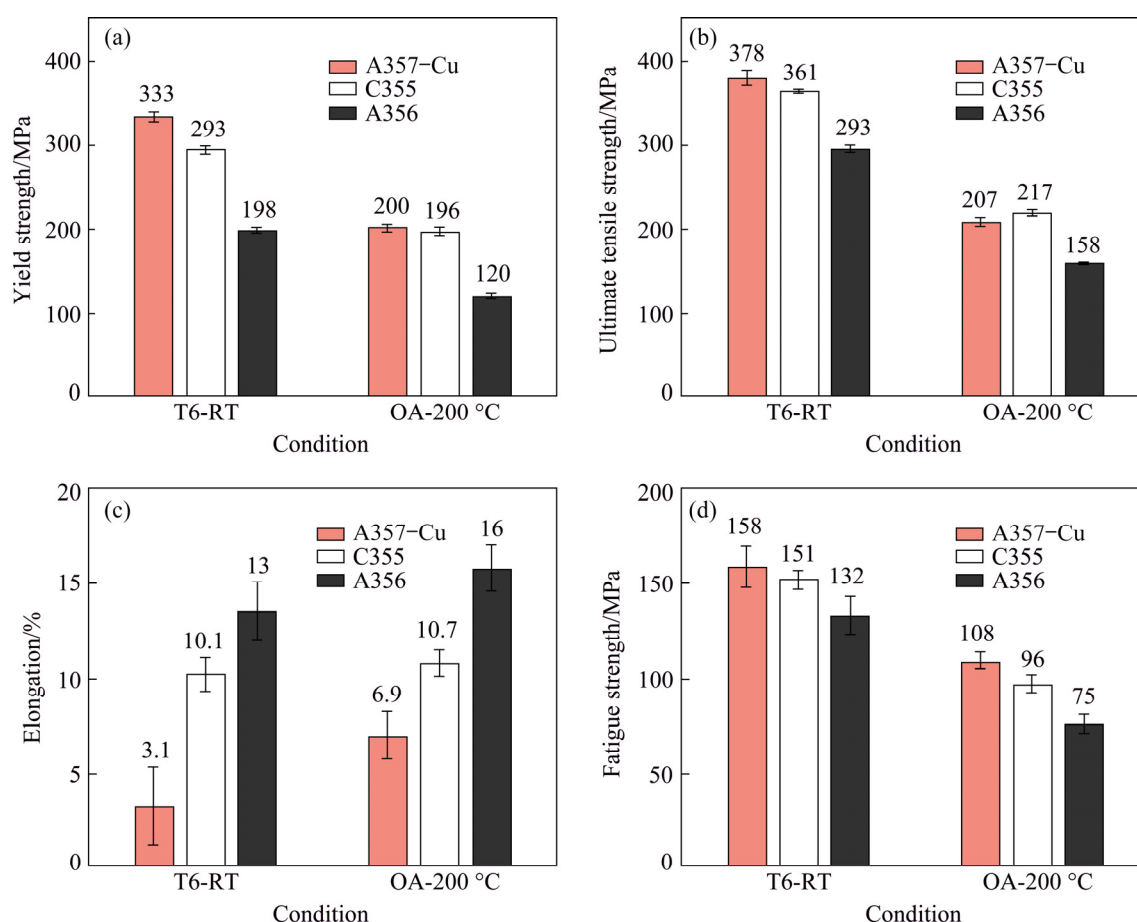 (a)
A357−Cu
C355
A356
Yield strength/MPa
400
300
200
100
0
333
293
198
200
196
120
T6-RT
OA-200 °C
Condition
(b)
A357−Cu
C355
A356
Ultimate tensile strength/MPa
400
300
200
100
0
378
361
293
207
217
158
T6-RT
OA-200 °C
Condition
(c)
A357−Cu
C355
A356
Elongation/%
20
15
10
5
0
3.1
10.1
13
6.9
10.7
16
T6-RT
OA-200 °C
Condition
(d)
A357−Cu
C355
A356
Fatigue strength/MPa
200
150
100
50
0
158
151
132
108
96
75
T6-RT
OA-200 °C
Condition